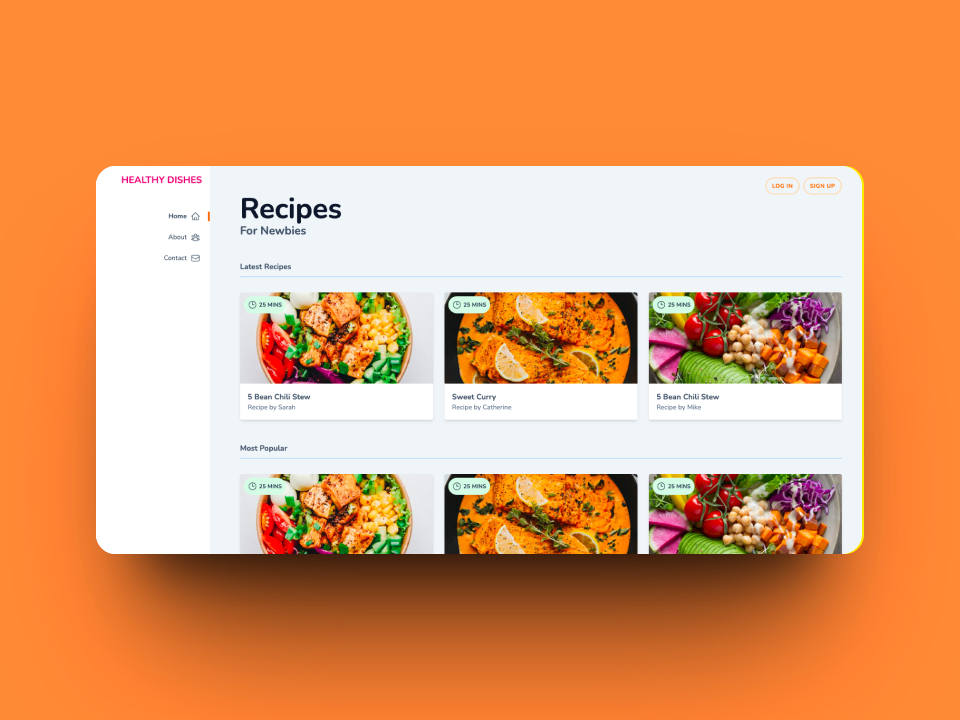 HEALTHY DISHES
Home
About
Contact
LOG IN
SIGN UP
Recipes
For Newbies
Latest Recipes
25 MINS
25 MINS
25 MINS
5 Bean Chili Stew
Recipe by Sarah
Sweet Curry
Recipe by Catherine
5 Bean Chili Stew
Recipe by Mike
Most Popular
25 MINS
25 MINS
25 MINS